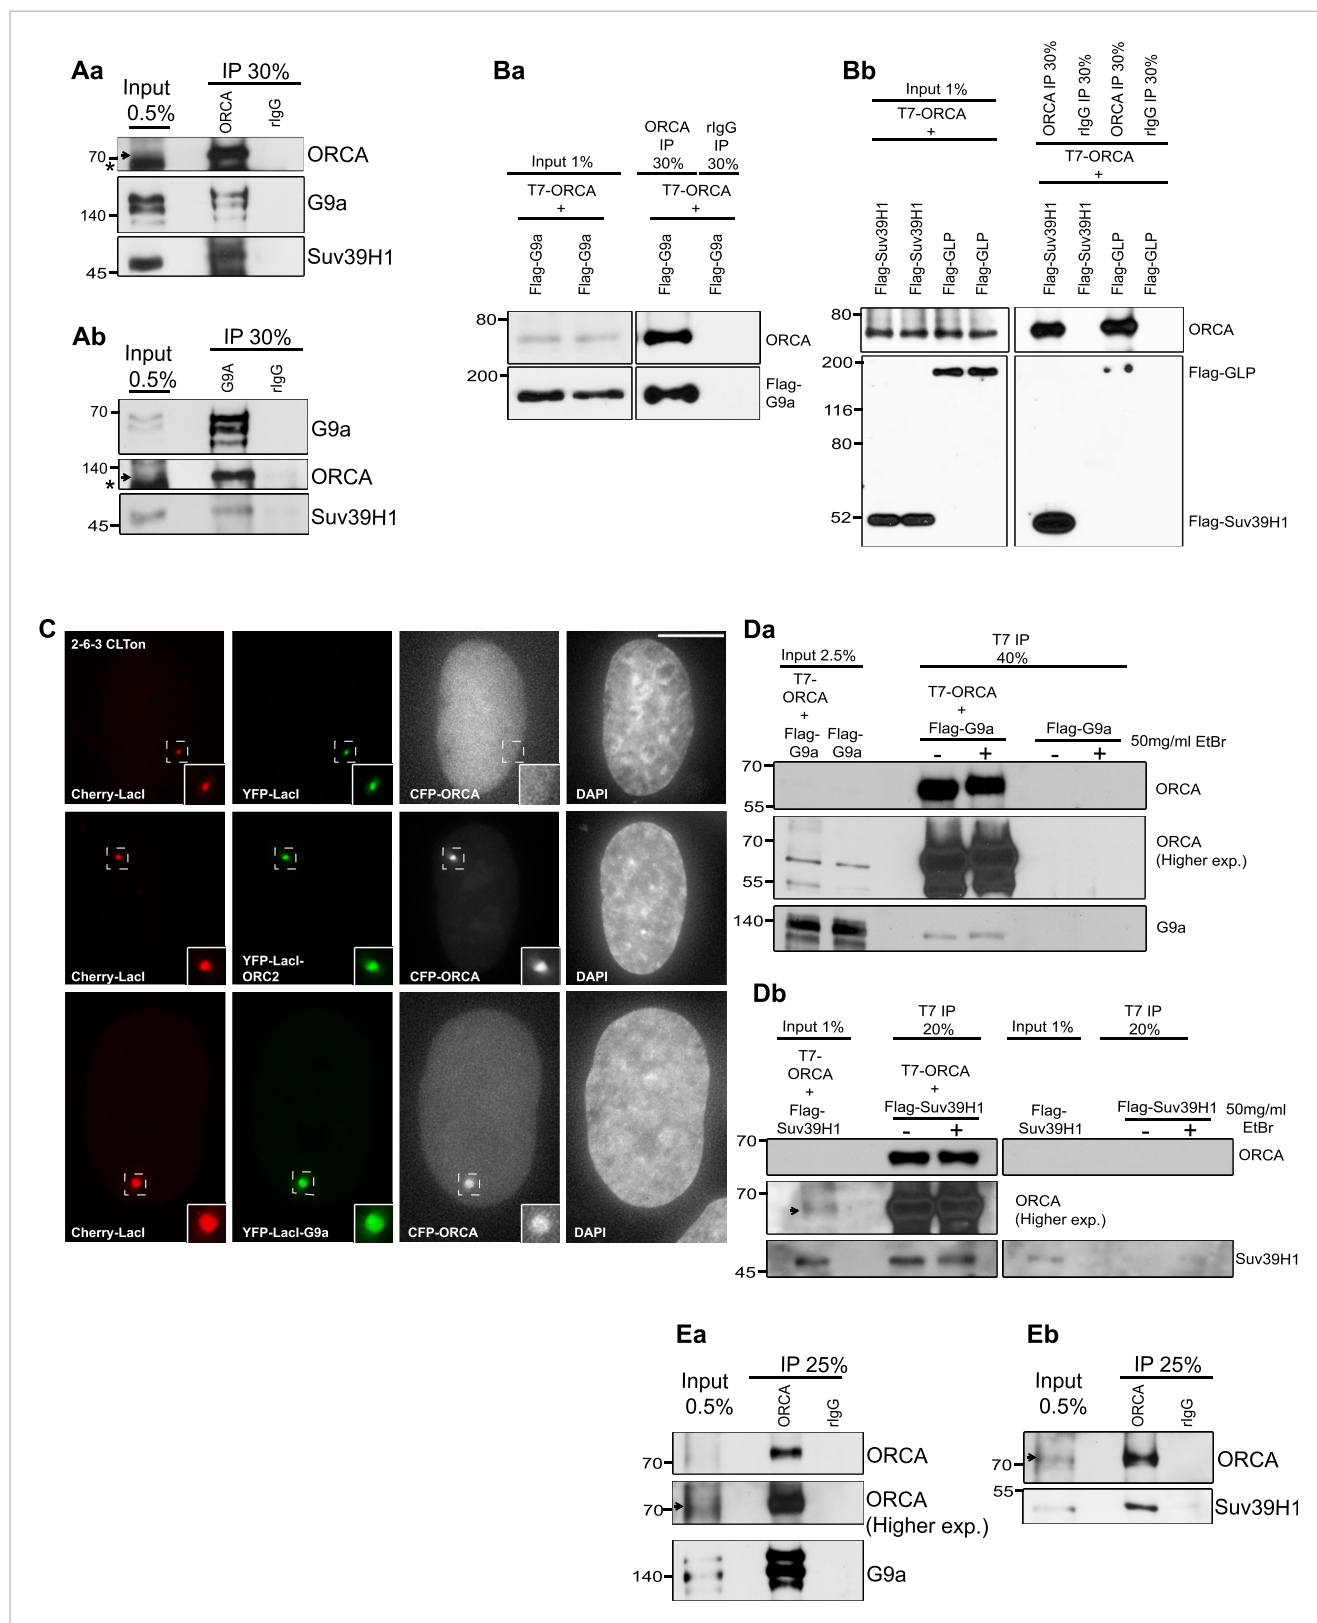 Aa
Input
0.5%
IP 30%
ORCA
rIgG
70
*
ORCA
140
G9a
45
Suv39H1
Ab
Input
0.5%
IP 30%
G9A
rIgG
70
G9a
140
*
ORCA
45
Suv39H1
Ba
Input 1%
ORCA
IP
30%
rIgG
IP
30%
T7-ORCA
+
T7-ORCA
+
Flag-G9a
Flag-G9a
Flag-G9a
Flag-G9a
80
ORCA
200
Flag-
G9a
Bb
Input 1%
T7-ORCA
+
ORCA IP 30%
rIgG IP 30%
ORCA IP 30%
rIgG IP 30%
T7-ORCA
+
Flag-Suv39H1
Flag-Suv39H1
Flag-GLP
Flag-GLP
Flag-Suv39H1
Flag-Suv39H1
Flag-GLP
Flag-GLP
80
ORCA
200
Flag-GLP
116
80
52
Flag-Suv39H1
C
2-6-3 CLTon
Cherry-LacI
YFP-LacI
CFP-ORCA
DAPI
Cherry-LacI
YFP-LacI-
ORC2
CFP-ORCA
DAPI
Cherry-LacI
YFP-LacI-G9a
CFP-ORCA
DAPI
Da
Input 2.5%
T7 IP
40%
T7-
ORCA
+
Flag-
G9a
Flag-
G9a
T7-ORCA
+
Flag-G9a
Flag-G9a
- + - +
50mg/ml EtBr
70
55
ORCA
70
55
ORCA
(Higher exp.)
140
G9a
Db
Input 1%
T7 IP
20%
Input 1%
T7 IP
20%
T7-
ORCA
+
Flag-
Suv39H1
T7-ORCA
+
Flag-Suv39H1
Flag-
Suv39H1
Flag-Suv39H1
- + - +
50mg/ml
EtBr
70
ORCA
70
ORCA
(Higher exp.)
45
Suv39H1
Ea
Input
0.5%
IP 25%
ORCA
rIgG
70
ORCA
70
ORCA
(Higher exp.)
140
G9a
Eb
Input
0.5%
IP 25%
ORCA
rIgG
70
ORCA
55
Suv39H1